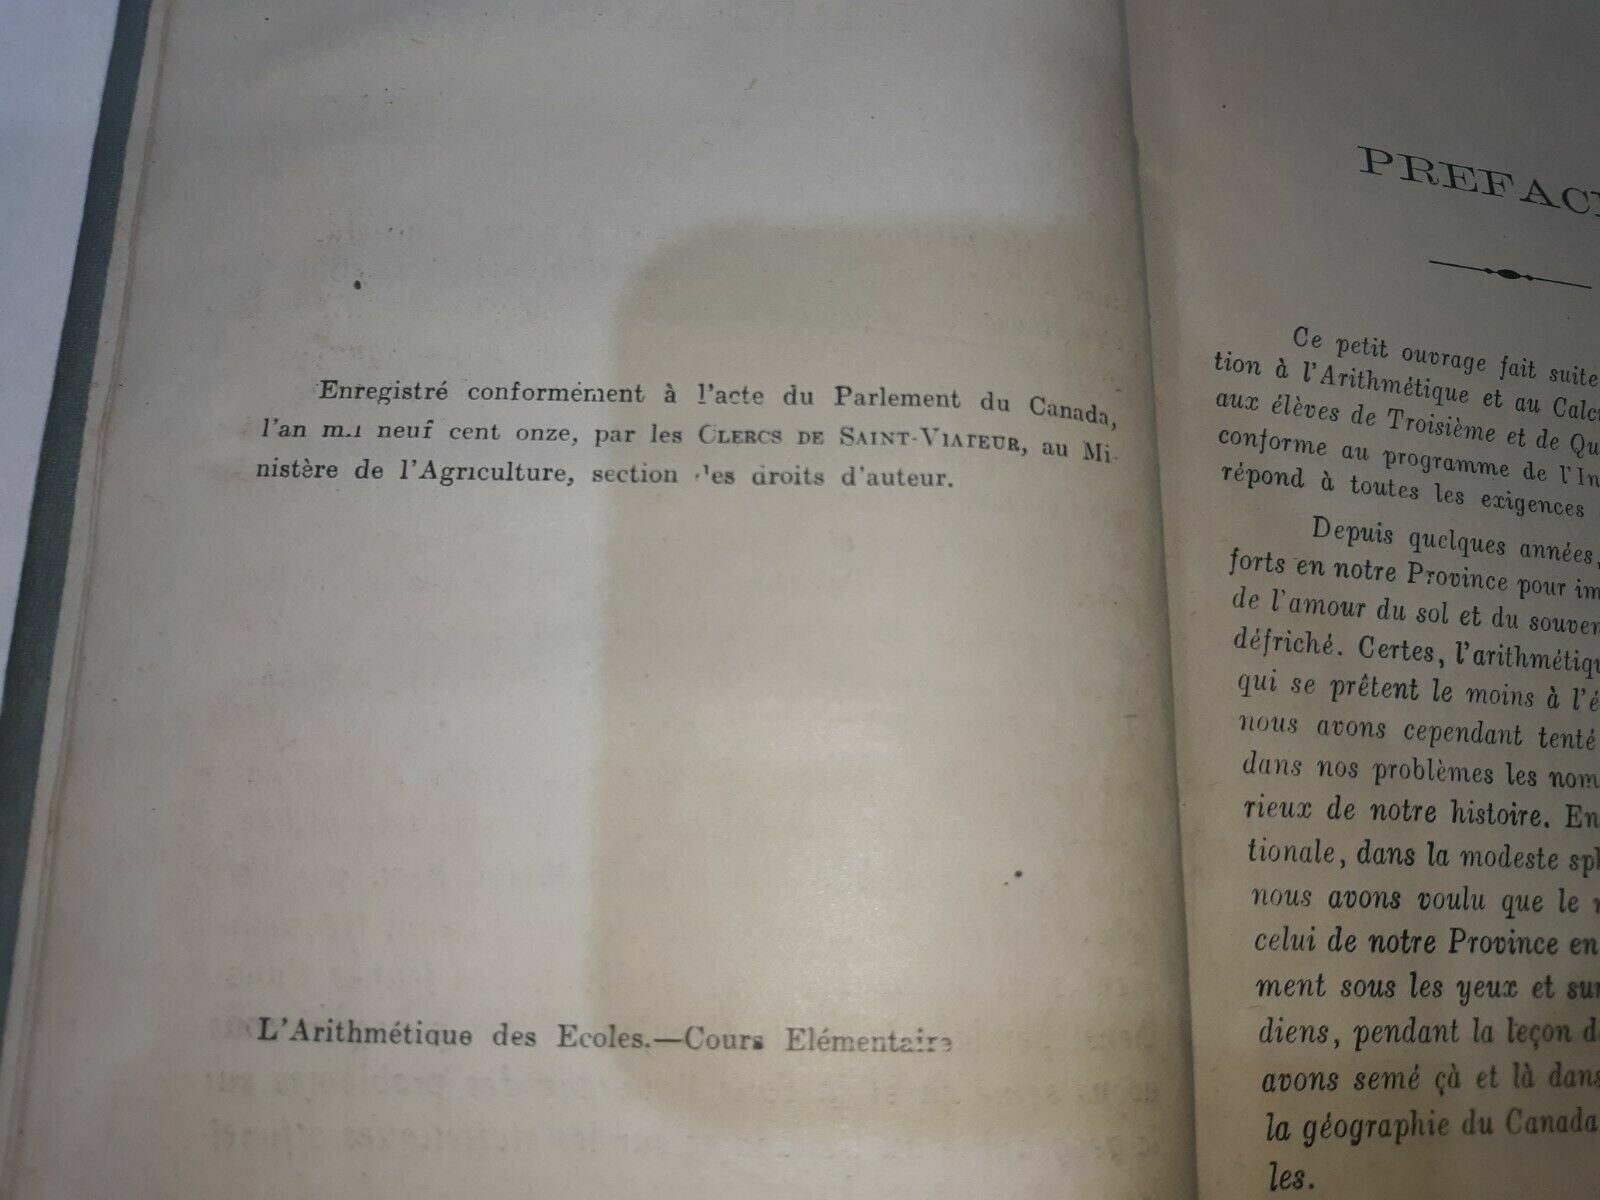 Enregistré conformément à l'acte du Parlement du Canada,
l'an mil neuf cent onze, par les CLERCS DE SAINT-VIATEUR, au Mi-
nistère de l'Agriculture, section des droits d'auteur.
L'Arithmétique des Ecoles.—Cours Elémentaire
PREFAC
Ce petit ouvrage fait suite
tion à l'Arithmétique et au Calc
aux élèves de Troisième et de Qu
conforme au programme de l'In
répond à toutes les exigences
Depuis quelques années,
forts en notre Province pour im
de l'amour du sol et du souven
défriché. Certes, l'arithmétiqu
qui se prêtent le moins à l'é
nous avons cependant tenté
dans nos problèmes les nom
rieux de notre histoire. En
tionale, dans la modeste sph
nous avons voulu que le
celui de notre Province en
ment sous les yeux et sur
diens, pendant la leçon d
avons semé çà et là dans
la géographie du Canada
les.